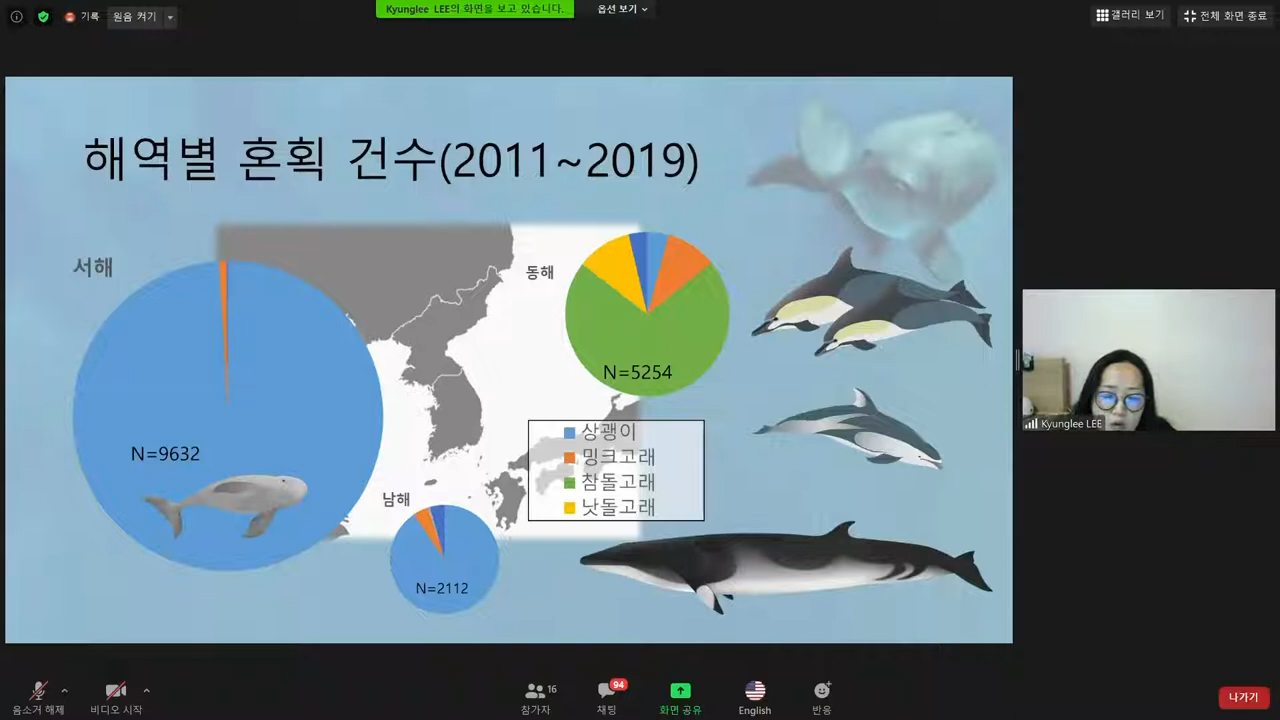 기록
원음 켜기
Kyunglee LEE의 화면을 보고 있습니다.
옵션 보기
갤러리 보기
전체 화면 종료
해역별 혼획 건수(2011~2019)
서해
동해
N=5254
N=9632
상괭이
밍크고래
참돌고래
낫돌고래
남해
N=2112
Kyunglee LEE
음소거 해제
비디오 시작
16
참가자
94
채팅
화면 공유
English
반응
나가기